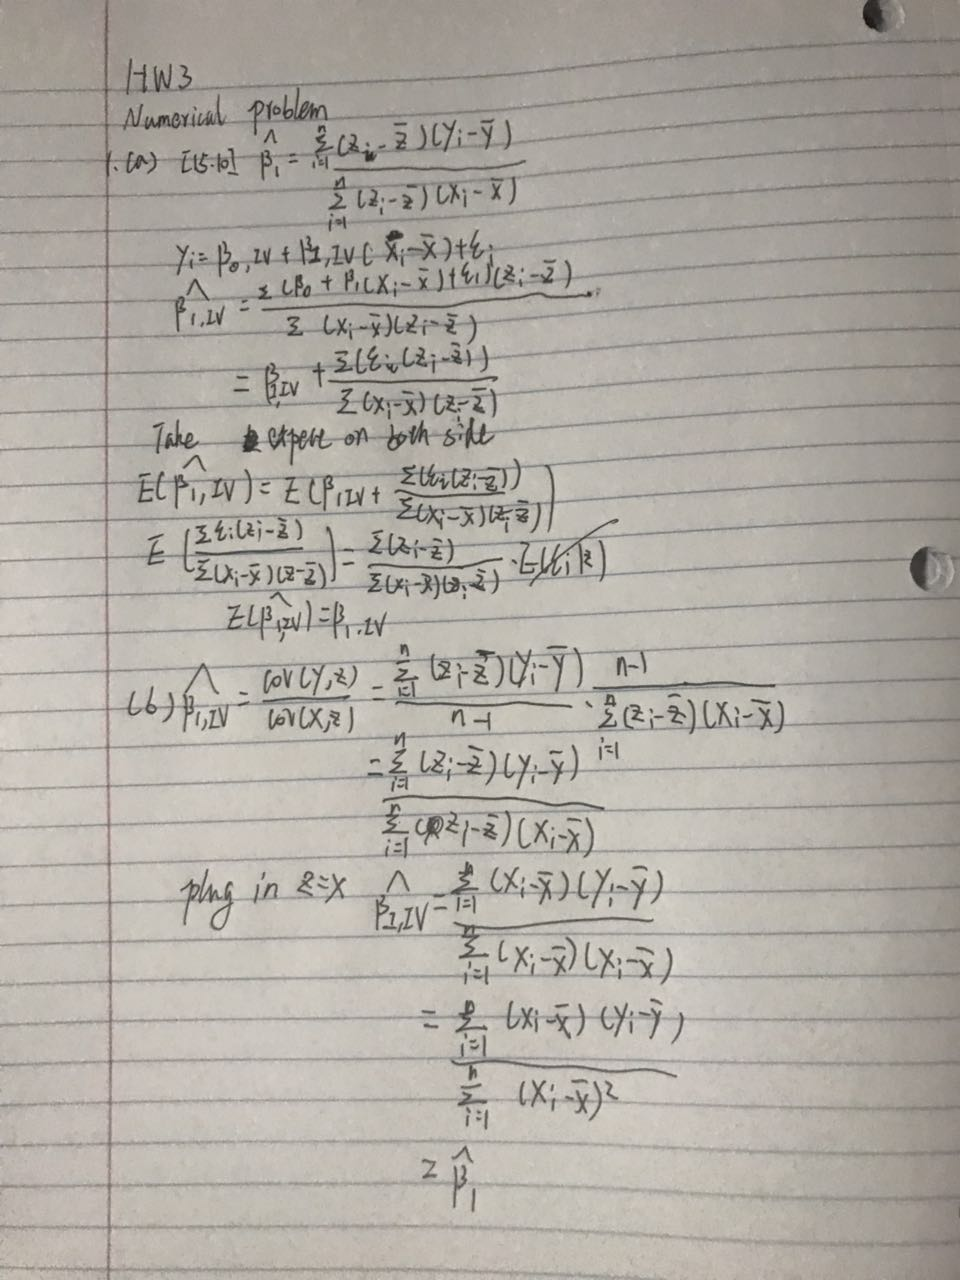 HW3
Numerical problem
1.(a) [15.10] β̂₁ = Σᵢ₌₁ⁿ (zᵢ - z̄)(yᵢ - ȳ) / Σᵢ₌₁ⁿ (zᵢ - z̄)(xᵢ - x̄)
yᵢ = β₀,IV + β₁,IV(xᵢ - x̄) + εᵢ
β̂₁,IV = Σ(β₀ + β₁(xᵢ - x̄) + εᵢ)(zᵢ - z̄) / Σ(xᵢ - x̄)(zᵢ - z̄)
= β₁,IV + Σ(εᵢ(zᵢ - z̄)) / Σ(xᵢ - x̄)(zᵢ - z̄)
Take expect on both side
E(β̂₁,IV) = E(β₁,IV + Σ(εᵢ(zᵢ - z̄)) / Σ(xᵢ - x̄)(zᵢ - z̄))
E[Σεᵢ(zᵢ - z̄) / Σ(xᵢ - x̄)(z - z̄)] = Σ(zᵢ - z̄) / Σ(xᵢ - x̄)(zᵢ - z̄) · E(εᵢ|z)
E(β̂₁,IV) = β₁,IV
(b) β̂₁,IV = cov(y,z) / cov(x,z) = Σᵢ₌₁ⁿ (zᵢ - z̄)(yᵢ - ȳ) / n-1 · n-1 / Σᵢ₌₁ⁿ (zᵢ - z̄)(xᵢ - x̄)
= Σᵢ₌₁ⁿ (zᵢ - z̄)(yᵢ - ȳ) / Σᵢ₌₁ⁿ (zᵢ - z̄)(xᵢ - x̄)
plug in z=x β̂₁,IV = Σᵢ₌₁ⁿ (xᵢ - x̄)(yᵢ - ȳ) / Σᵢ₌₁ⁿ (xᵢ - x̄)(xᵢ - x̄)
= Σᵢ₌₁ⁿ (xᵢ - x̄)(yᵢ - ȳ) / Σᵢ₌₁ⁿ (xᵢ - x̄)²
= β̂₁